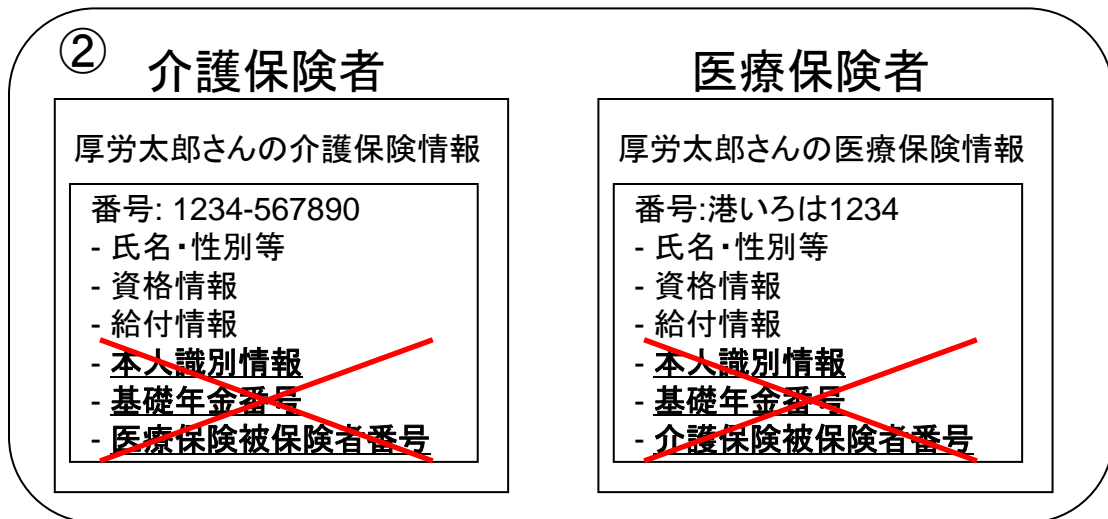 ②
介護保険者
厚労太郎さんの介護保険情報
番号: 1234-567890
- 氏名・性別等
- 資格情報
- 給付情報
- 本人識別情報
- 基礎年金番号
- 医療保険被保険者番号
医療保険者
厚労太郎さんの医療保険情報
番号:港いろは1234
- 氏名・性別等
- 資格情報
- 給付情報
- 本人識別情報
- 基礎年金番号
- 介護保険被保険者番号